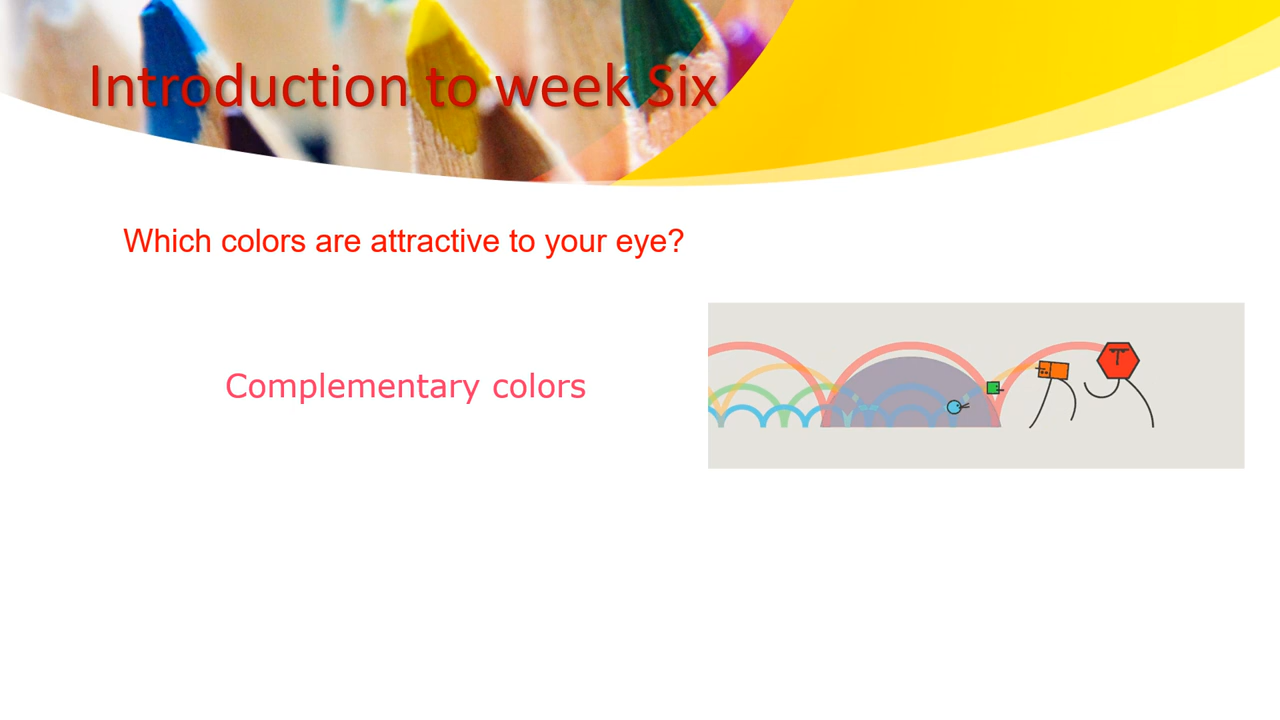 Introduction to week Six
Which colors are attractive to your eye?
Complementary colors